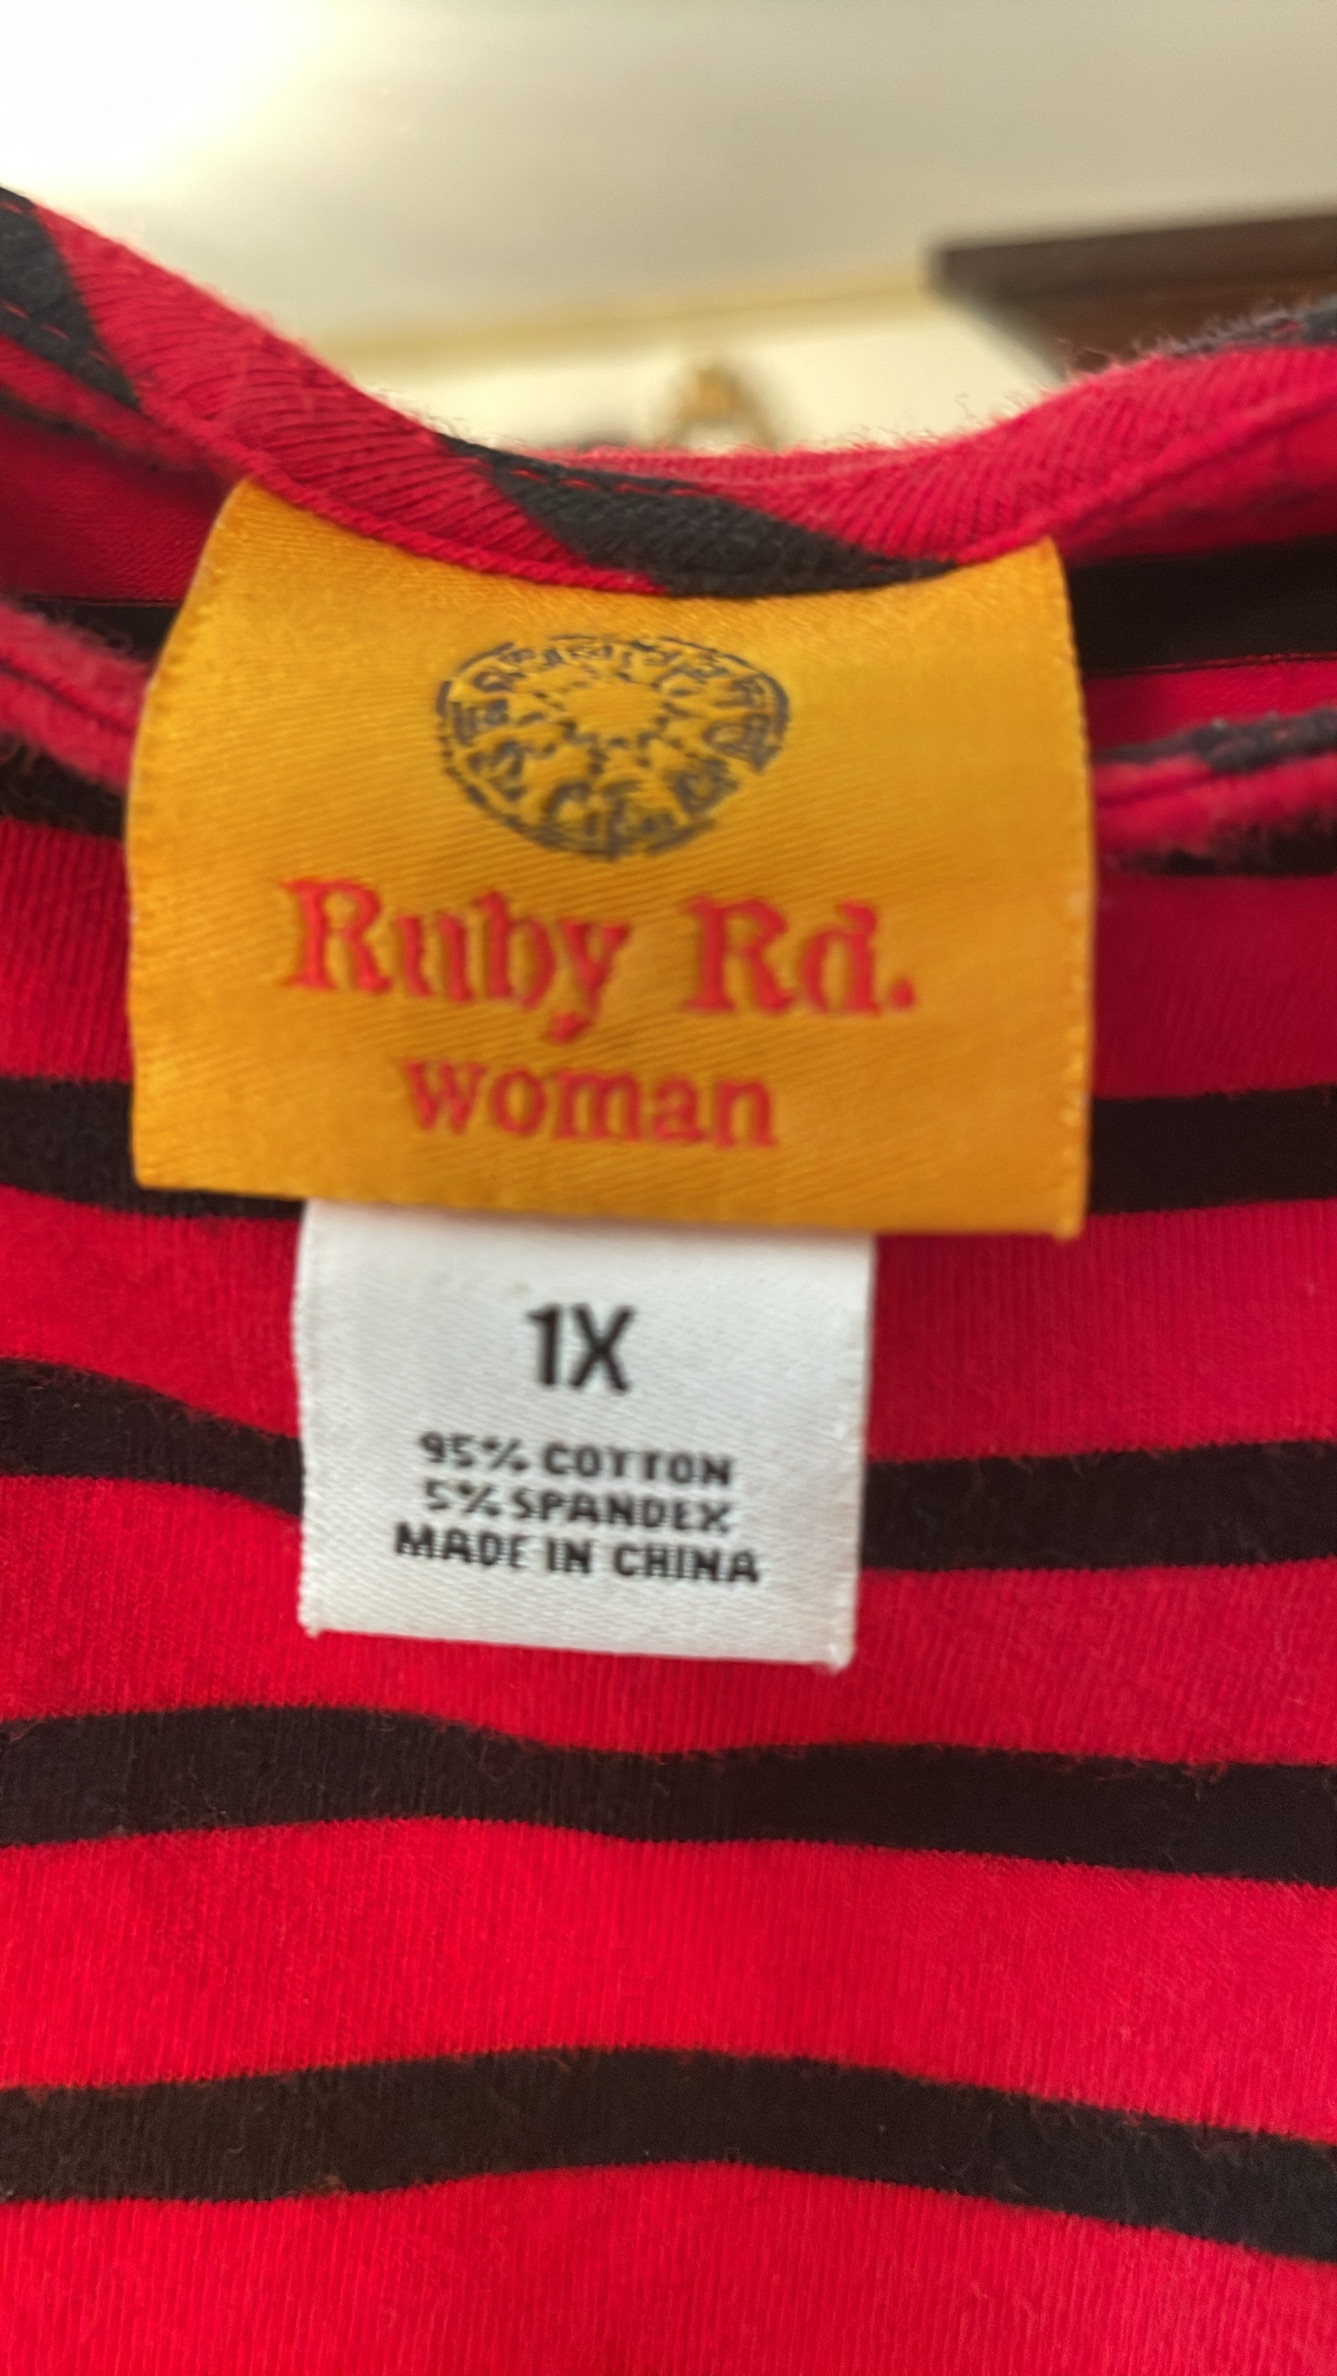 Ruby Rd.
woman
1X
95% COTTON
5% SPANDEX
MADE IN CHINA